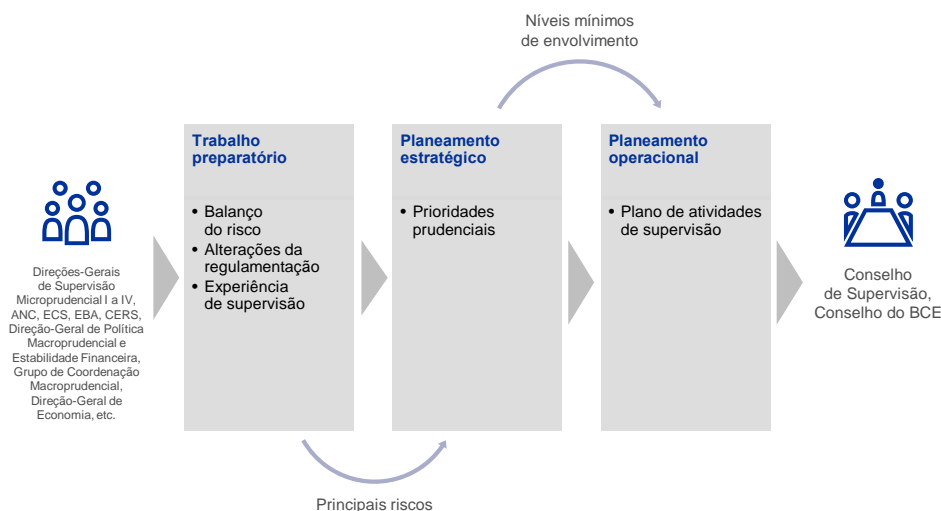 Níveis mínimos
de envolvimento
Trabalho
preparatório
• Balanço
do risco
• Alterações da
regulamentação
• Experiência
de supervisão
Planeamento
estratégico
• Prioridades
prudenciais
Planeamento
operacional
• Plano de atividades
de supervisão
Direções-Gerais
de Supervisão
Microprudencial I a IV,
ANC, ECS, EBA, CERS,
Direção-Geral de Política
Macroprudencial e
Estabilidade Financeira,
Grupo de Coordenação
Macroprudencial,
Direção-Geral de
Economia, etc.
Conselho
de Supervisão,
Conselho do BCE
Principais riscos